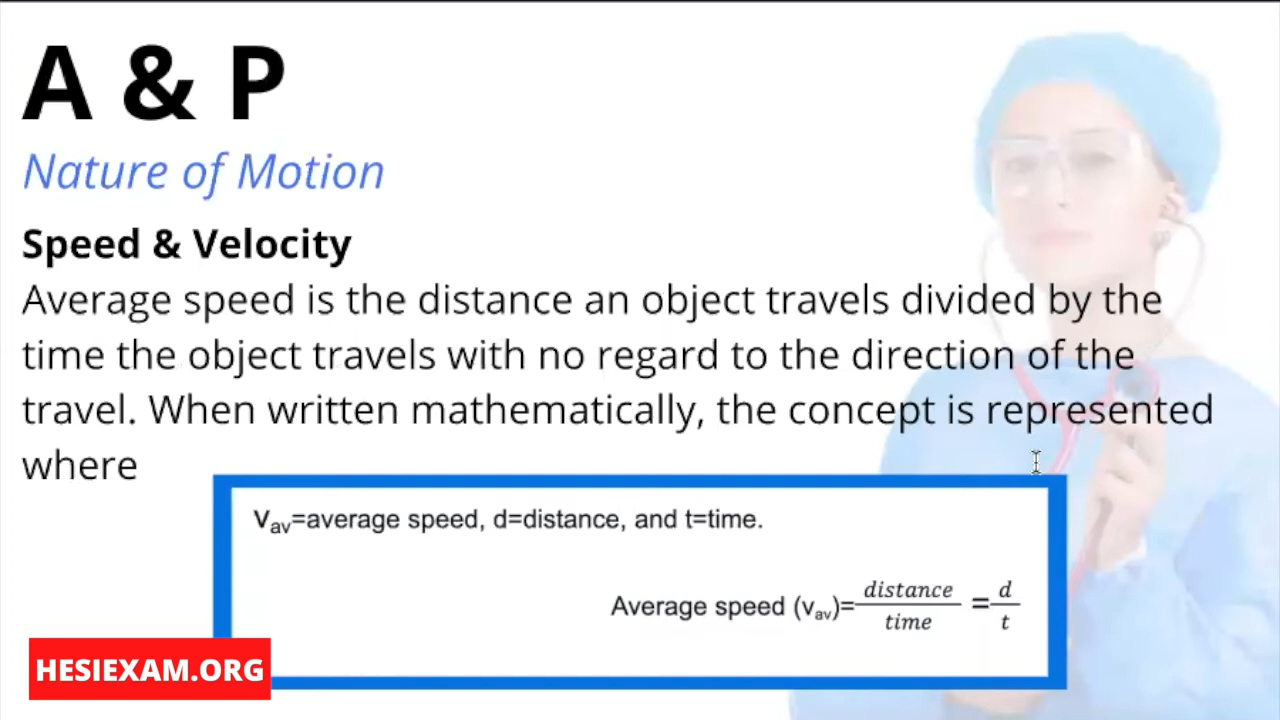 A & P
Nature of Motion
Speed & Velocity
Average speed is the distance an object travels divided by the
time the object travels with no regard to the direction of the
travel. When written mathematically, the concept is represented
where
vav=average speed, d=distance, and t=time.
Average speed (vav)=distance/time =d/t
HESIEXAM.ORG